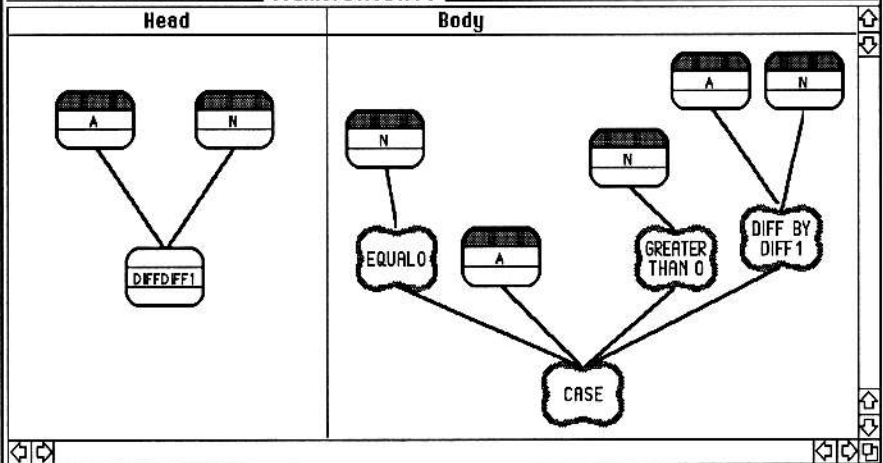 Head
Body
A
N
DIFFDIFF1
A
N
N
N
EQUAL0
A
GREATER
THAN 0
DIFF BY
DIFF1
CASE